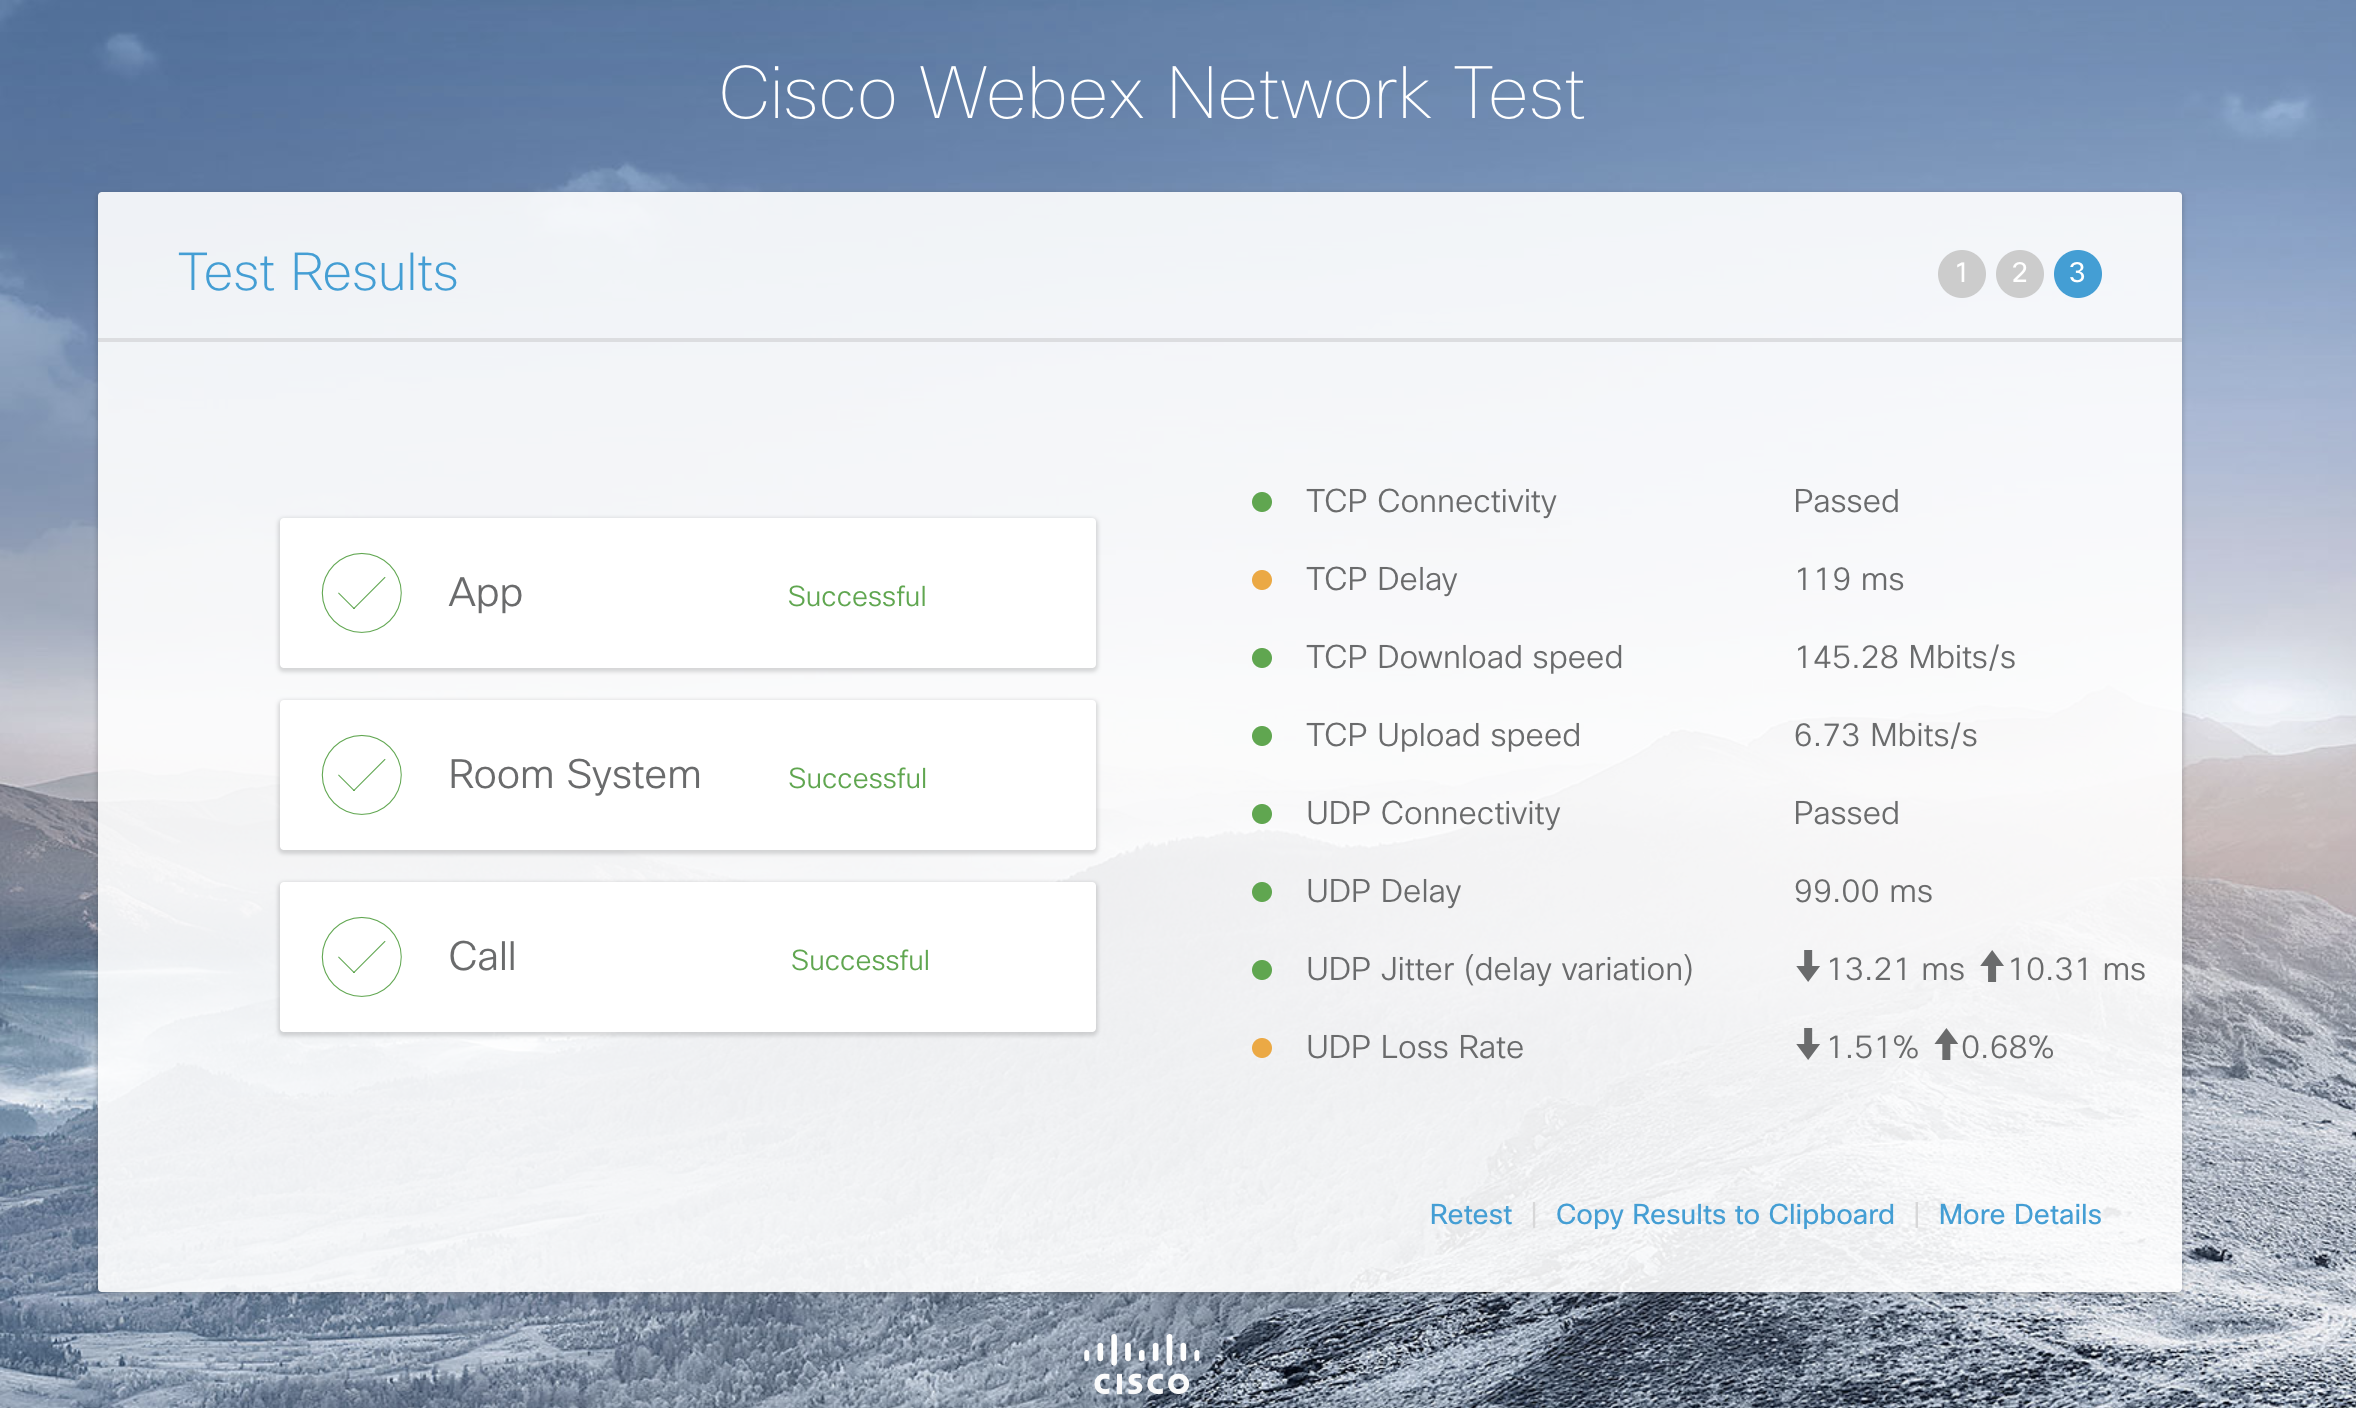 Cisco Webex Network Test
Test Results
1 2 3
App Successful
Room System Successful
Call Successful
TCP Connectivity Passed
TCP Delay 119 ms
TCP Download speed 145.28 Mbits/s
TCP Upload speed 6.73 Mbits/s
UDP Connectivity Passed
UDP Delay 99.00 ms
UDP Jitter (delay variation) 13.21 ms 10.31 ms
UDP Loss Rate 1.51% 0.68%
Retest | Copy Results to Clipboard | More Details
CISCO